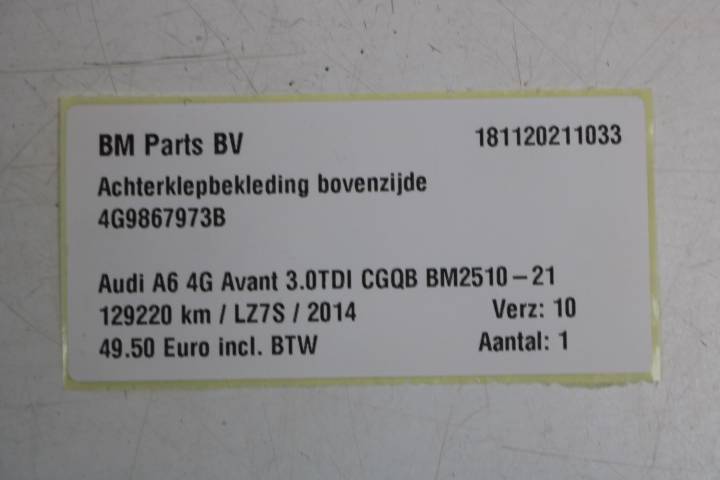 BM Parts BV 181120211033
Achterklepbekleding bovenzijde
4G9867973B
Audi A6 4G Avant 3.0TDI CGQB BM2510-21
129220 km / LZ7S / 2014 Verz: 10
49.50 Euro incl. BTW Aantal: 1